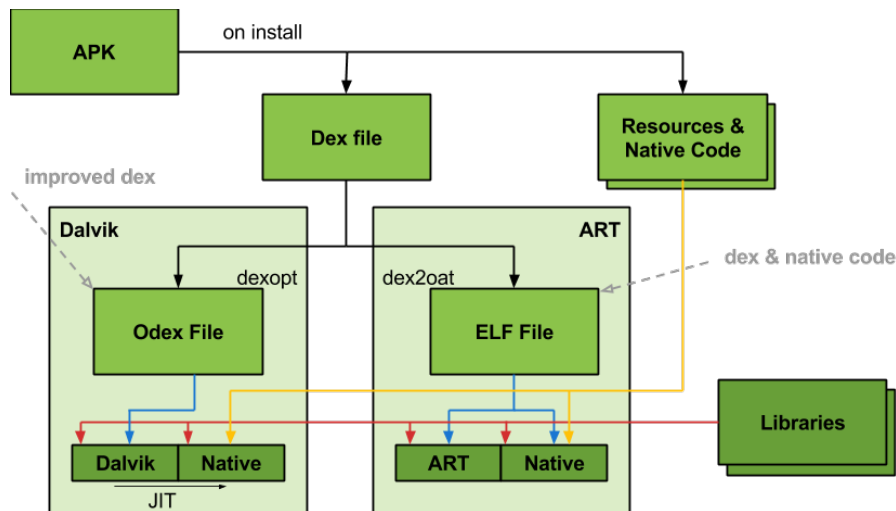 APK
on install
Dex file
Resources &
Native Code
improved dex
Dalvik
ART
dex & native code
dexopt
dex2oat
Odex File
ELF File
Libraries
Dalvik
Native
ART
Native
JIT